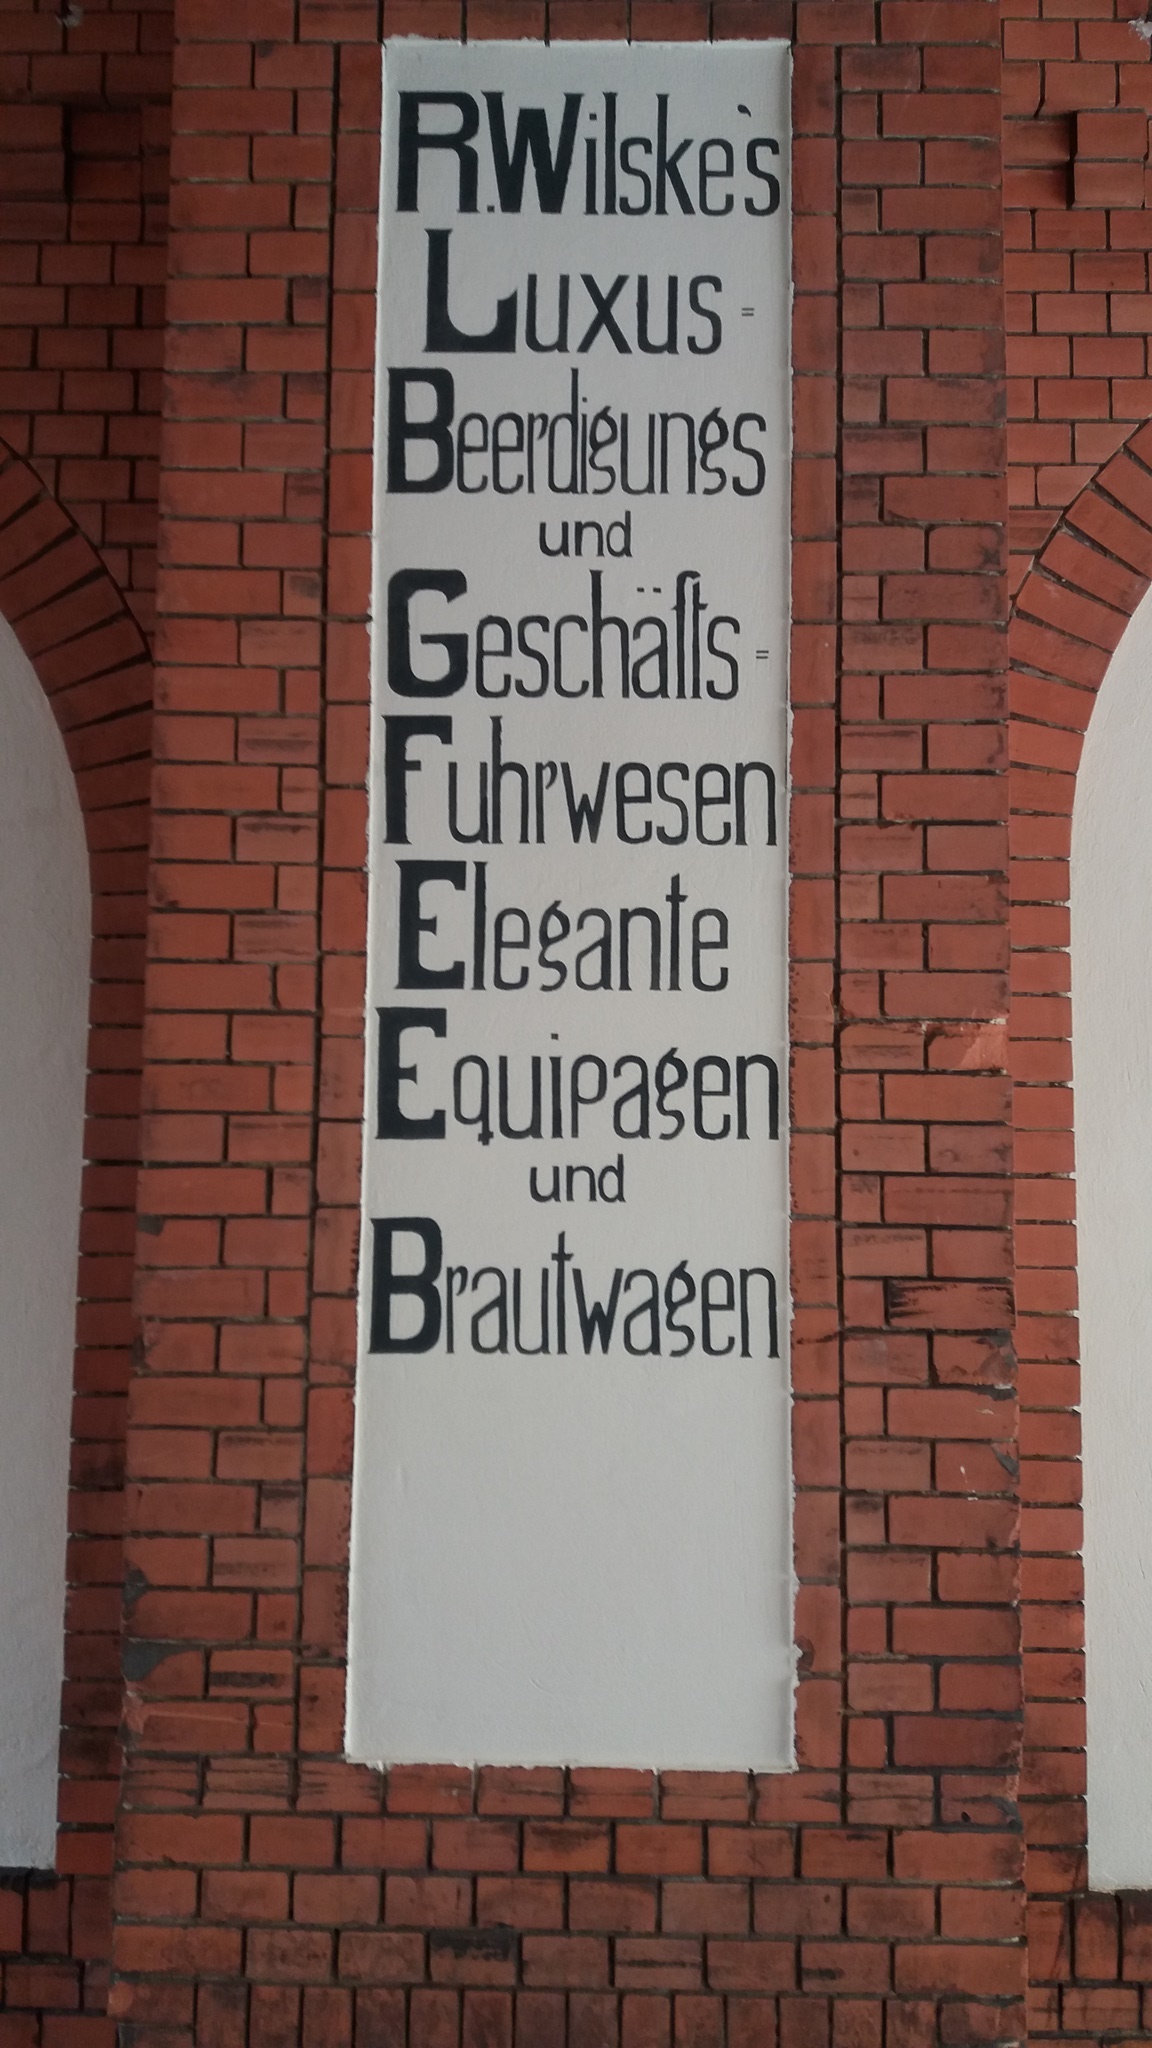 R.Wilske`s
Luxus=
Beerdigungs
und
Geschäfts=
Fuhrwesen
Elegante
Equipagen
und
Brautwagen